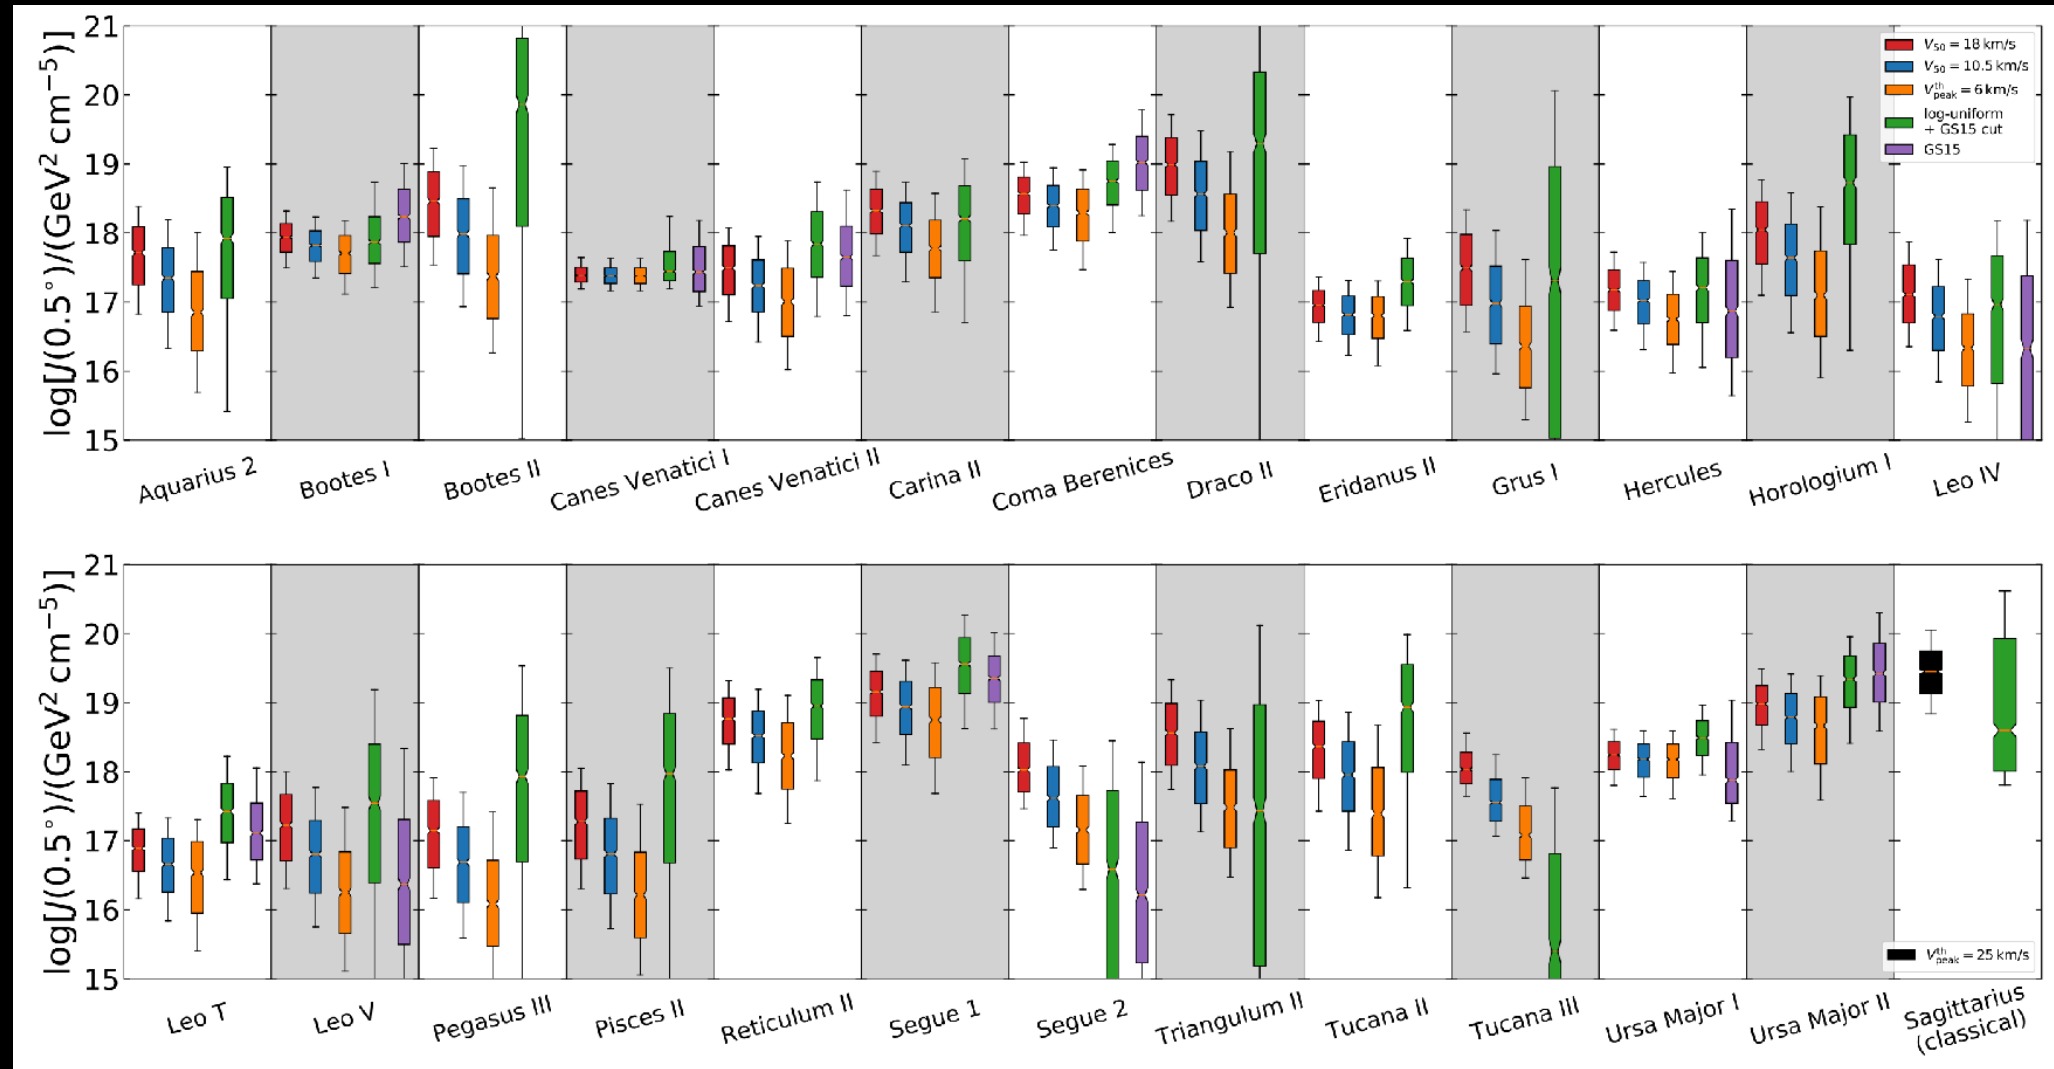 log[J(0.5°)/(GeV² cm⁻⁵)]
21
20
19
18
17
16
15
V₅₀ = 18 km/s
V₅₀ = 10.5 km/s
V_peak^th = 6 km/s
log-uniform
+ GS15 cut
GS15
Aquarius 2
Bootes I
Bootes II
Canes Venatici I
Canes Venatici II
Carina II
Coma Berenices
Draco II
Eridanus II
Grus I
Hercules
Horologium I
Leo IV
log[J(0.5°)/(GeV² cm⁻⁵)]
21
20
19
18
17
16
15
V_peak^th = 25 km/s
Leo T
Leo V
Pegasus III
Pisces II
Reticulum II
Segue 1
Segue 2
Triangulum II
Tucana II
Tucana III
Ursa Major I
Ursa Major II
Sagittarius
(classical)